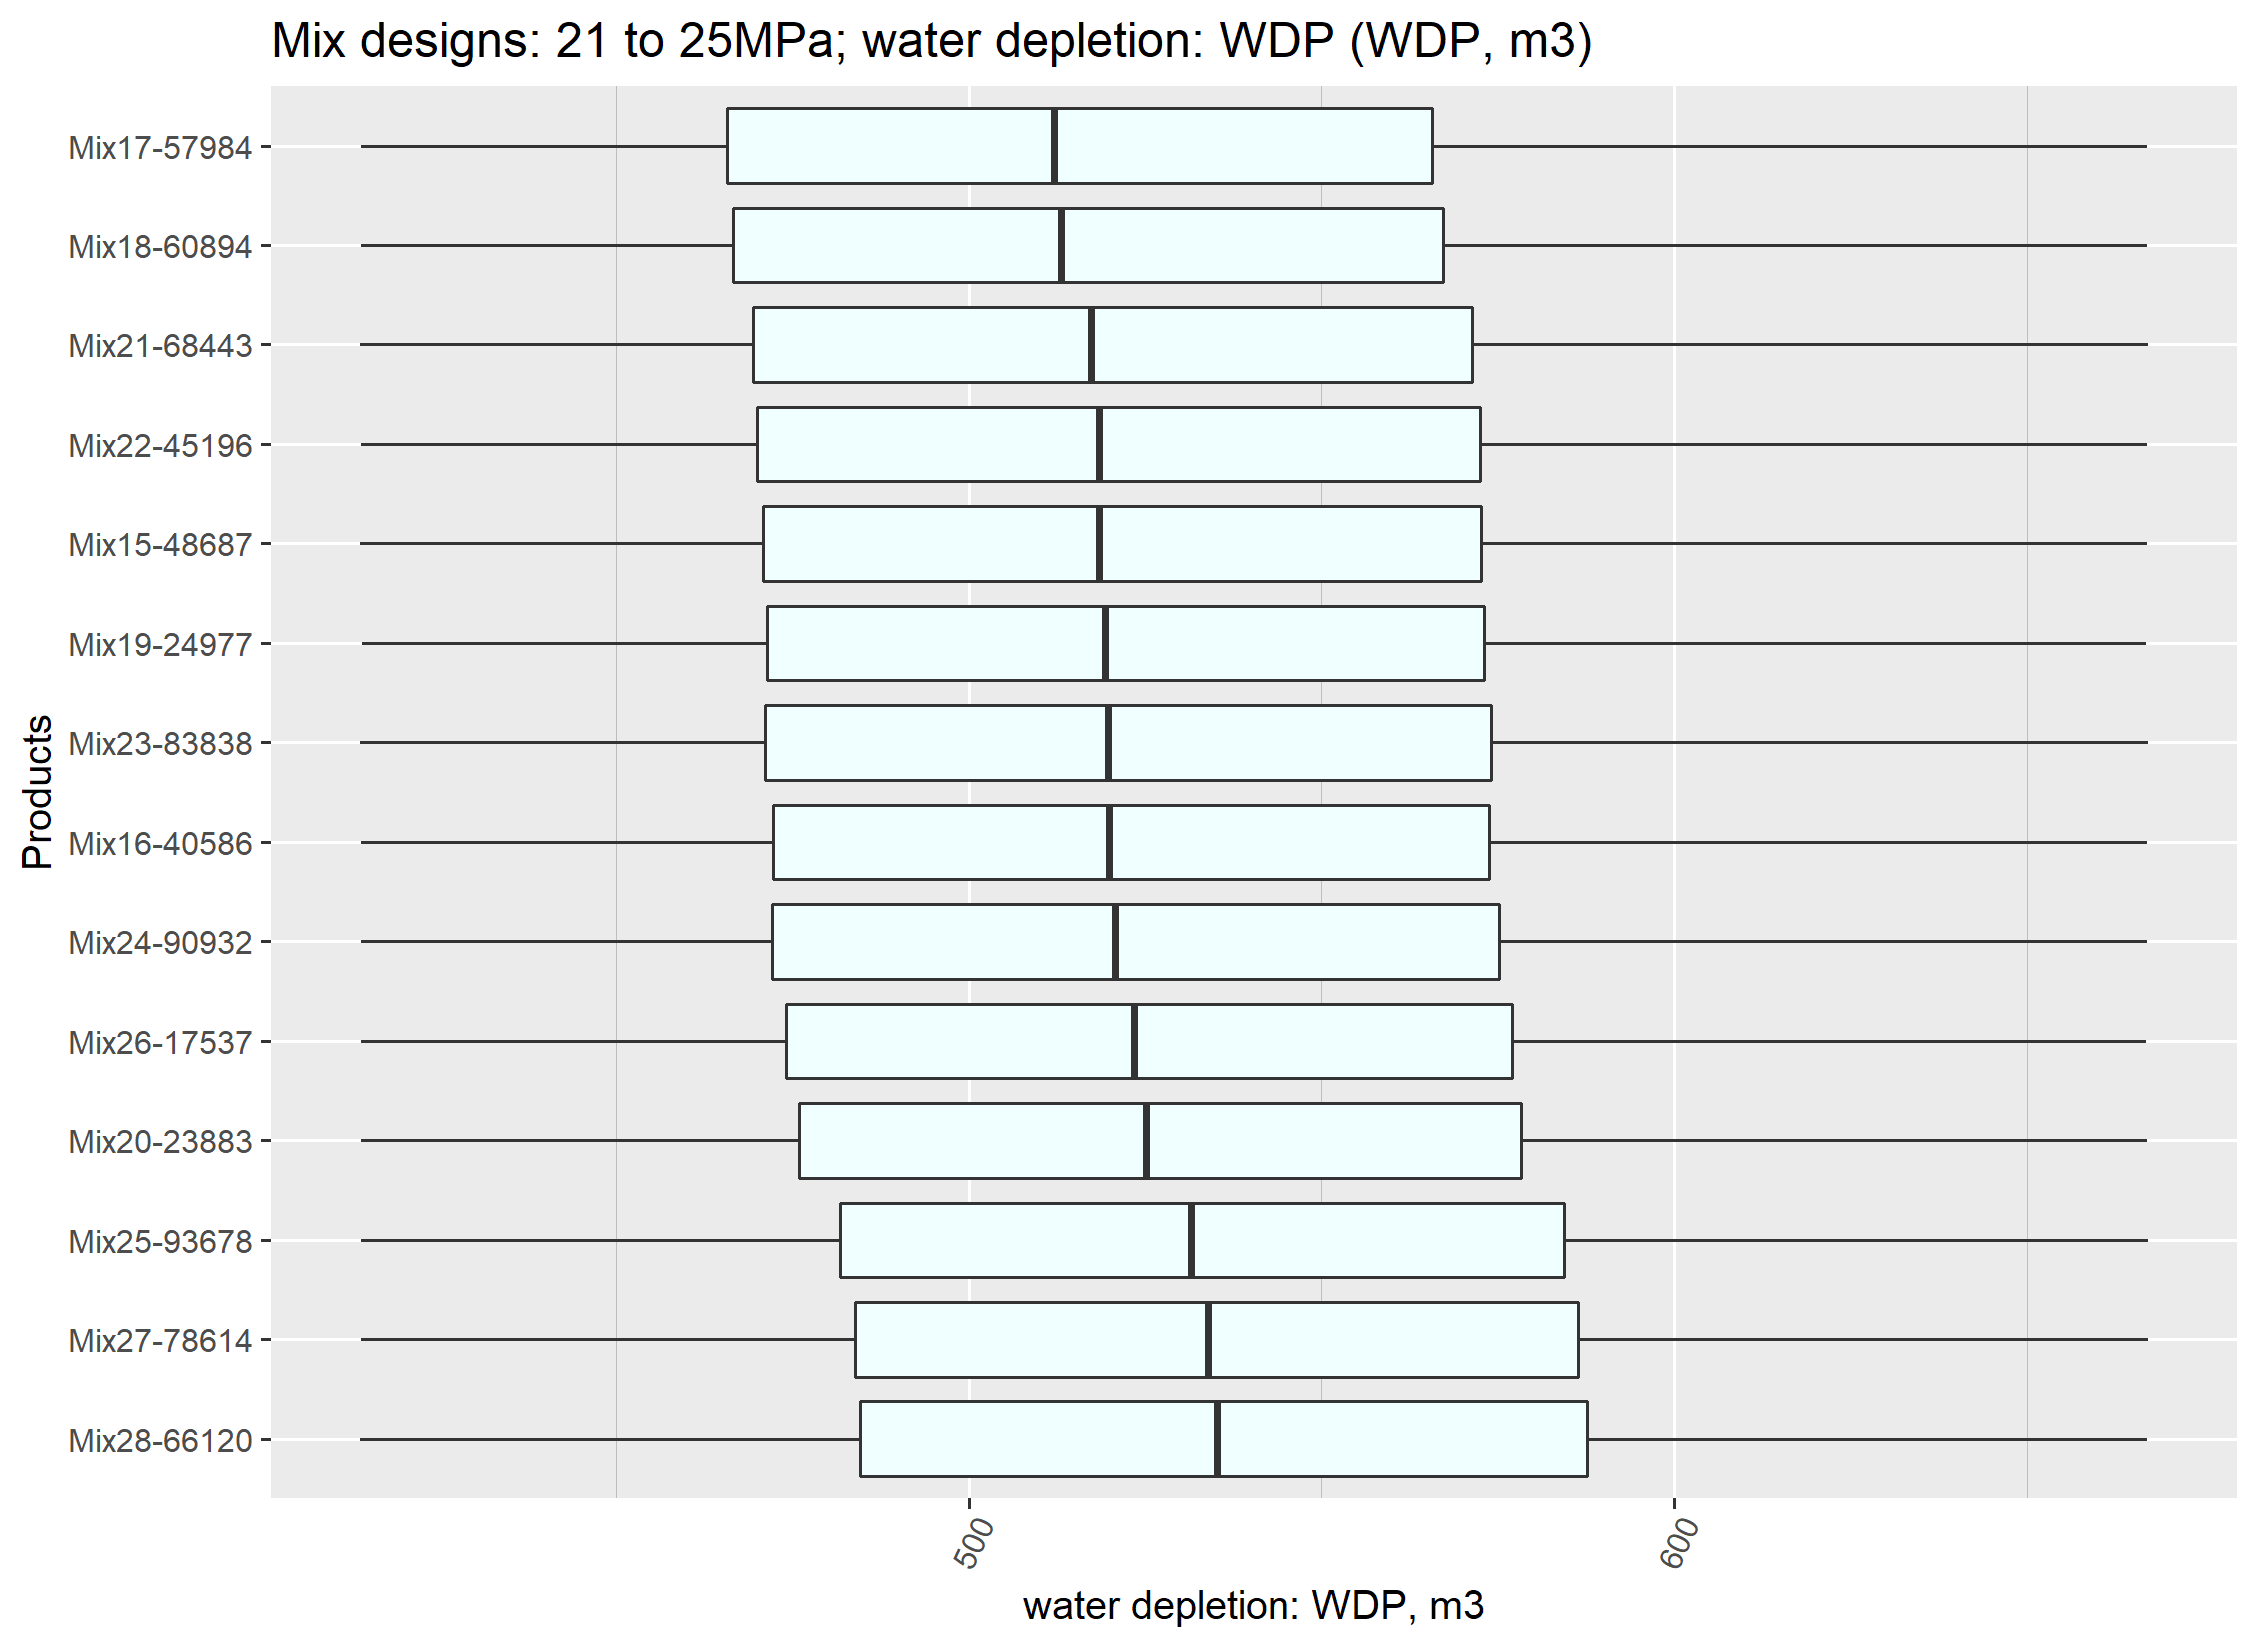 Mix designs: 21 to 25MPa; water depletion: WDP (WDP, m3)
Products
Mix17-57984
Mix18-60894
Mix21-68443
Mix22-45196
Mix15-48687
Mix19-24977
Mix23-83838
Mix16-40586
Mix24-90932
Mix26-17537
Mix20-23883
Mix25-93678
Mix27-78614
Mix28-66120
500
600
water depletion: WDP, m3